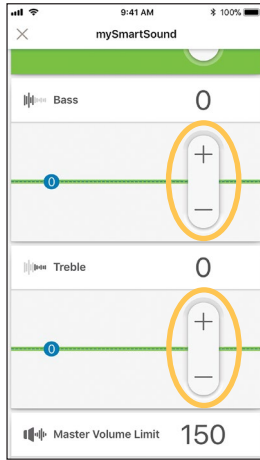 9:41 AM 100%
mySmartSound
Bass 0
+
0
–
Treble 0
+
0
–
Master Volume Limit 150